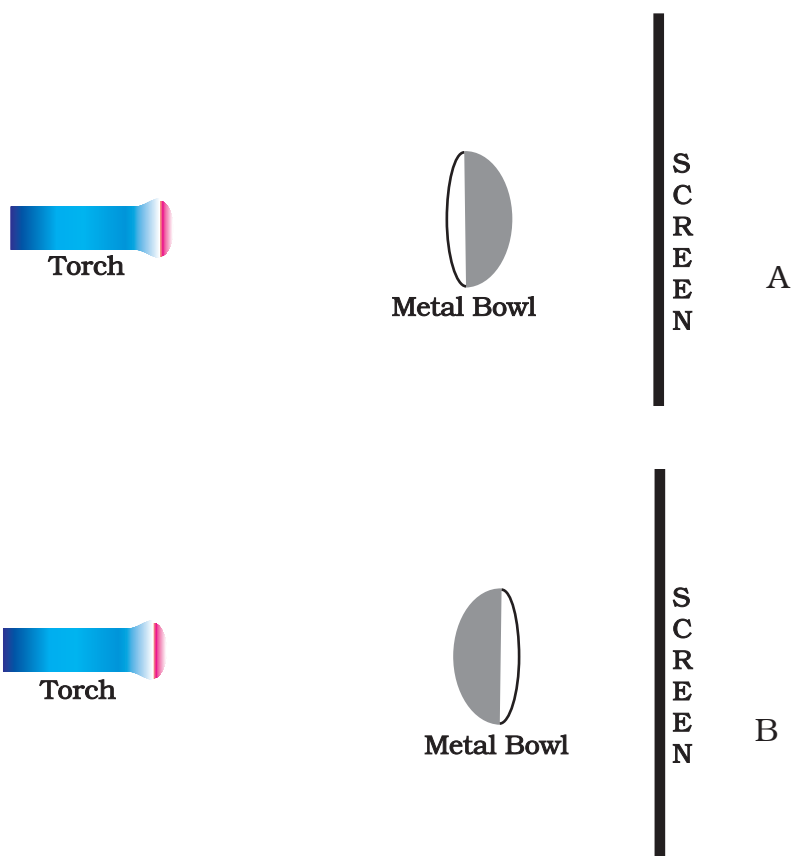 Torch
Metal Bowl
SCREEN
A
Torch
Metal Bowl
SCREEN
B